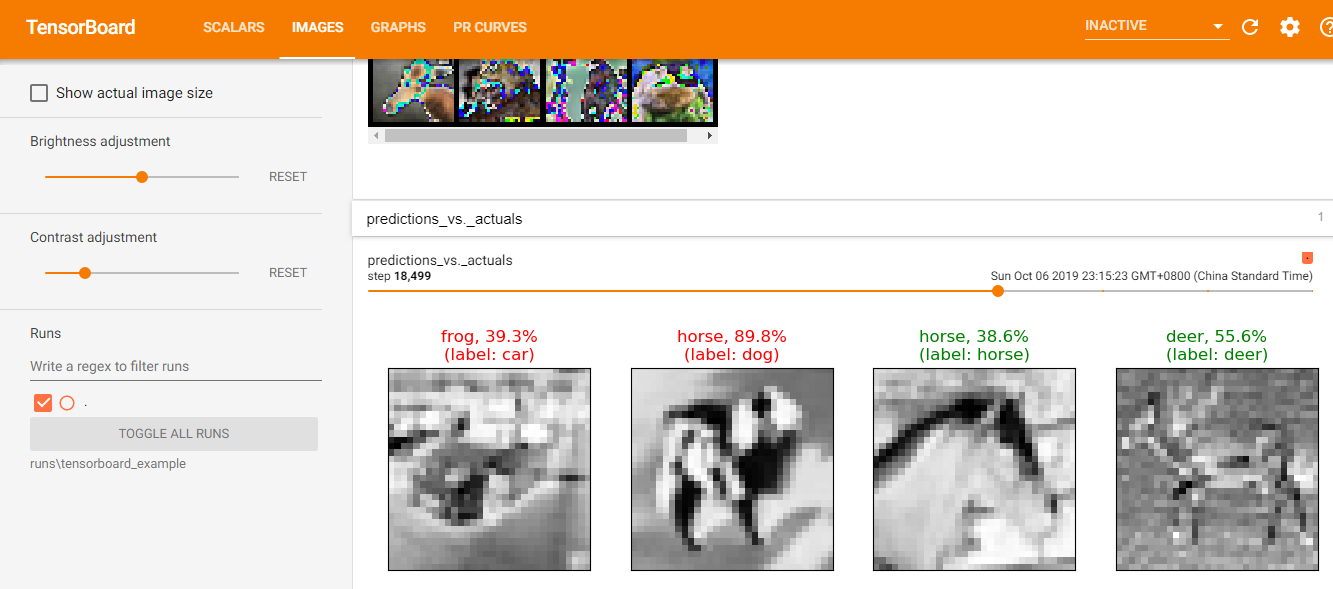 TensorBoard SCALARS IMAGES GRAPHS PR CURVES INACTIVE
Show actual image size
Brightness adjustment
RESET
Contrast adjustment
RESET
Runs
Write a regex to filter runs
.
TOGGLE ALL RUNS
runs\tensorboard_example
predictions_vs._actuals 1
predictions_vs._actuals
step 18,499 Sun Oct 06 2019 23:15:23 GMT+0800 (China Standard Time)
frog, 39.3% horse, 89.8% horse, 38.6% deer, 55.6%
(label: car) (label: dog) (label: horse) (label: deer)